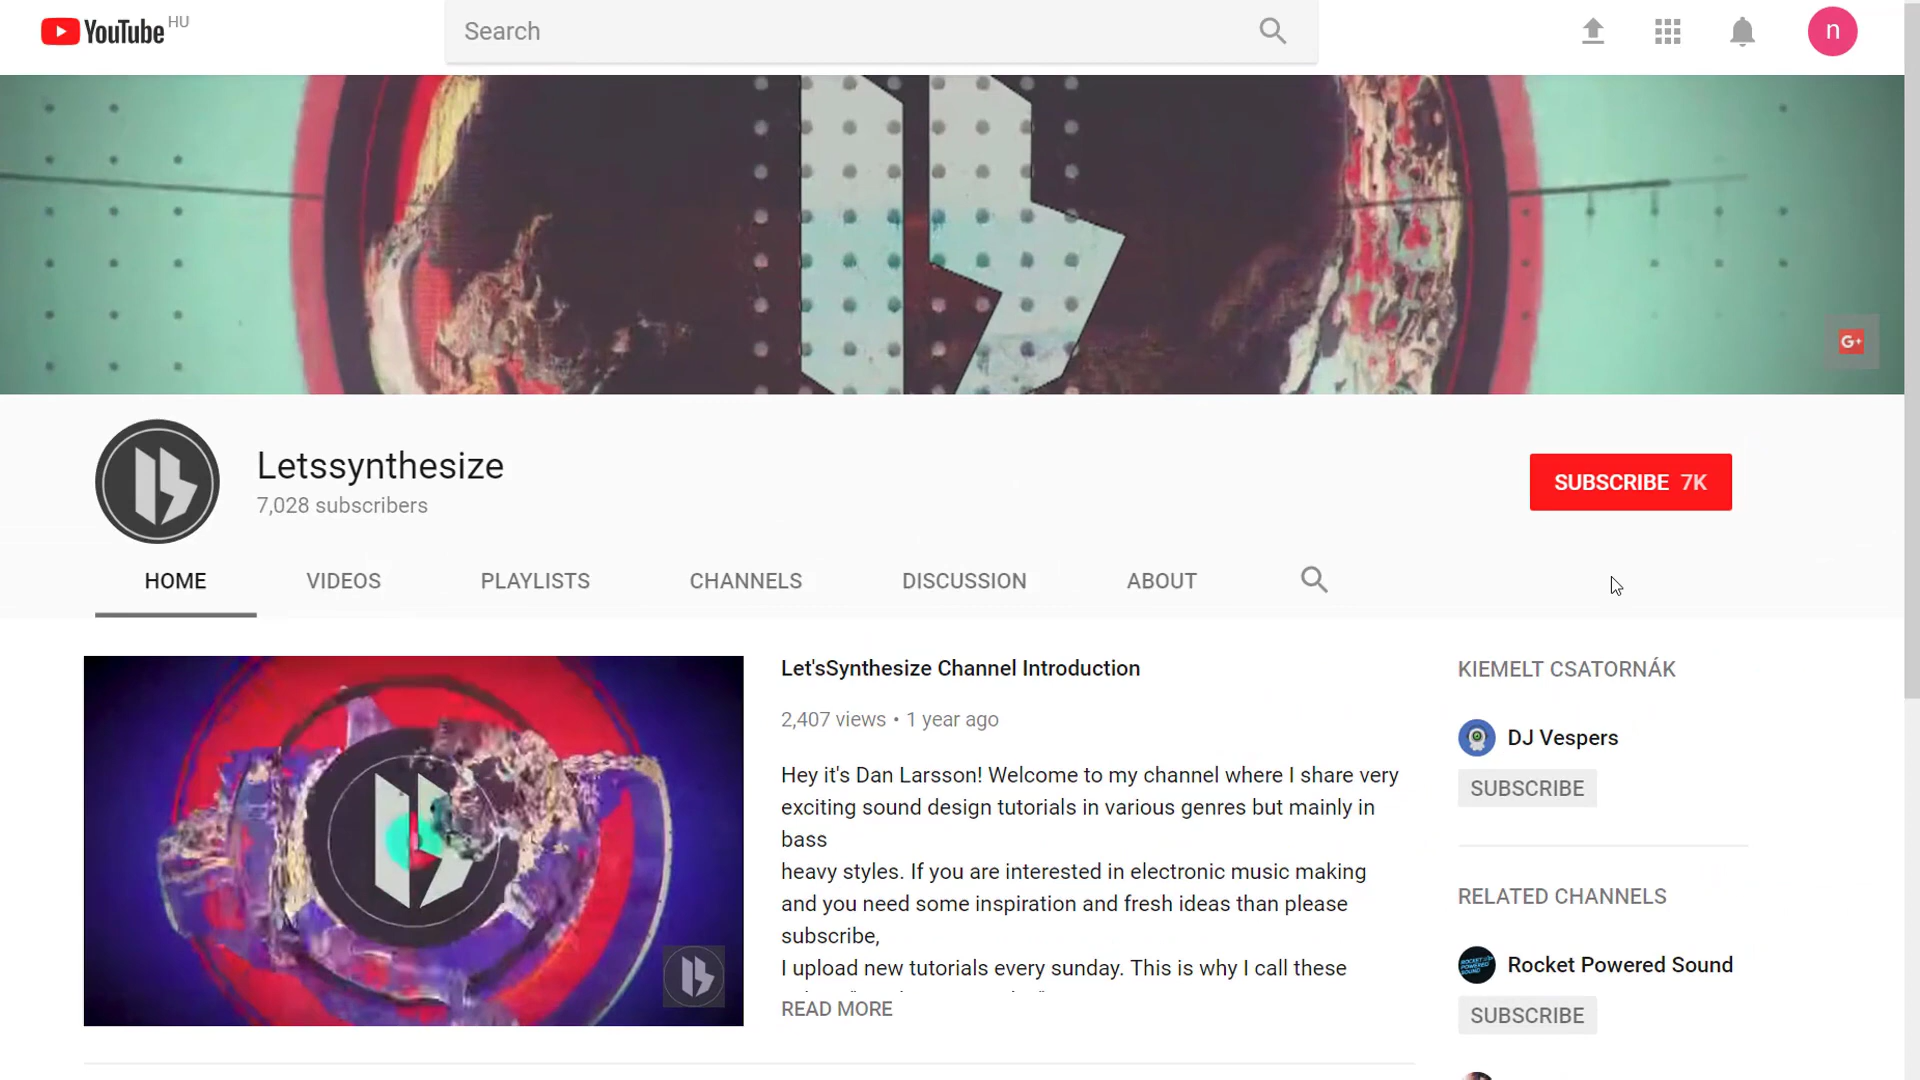 YouTube HU
Search
n
G+
Letssynthesize
7,028 subscribers
SUBSCRIBE 7K
HOME
VIDEOS
PLAYLISTS
CHANNELS
DISCUSSION
ABOUT
Let'sSynthesize Channel Introduction
2,407 views • 1 year ago
Hey it's Dan Larsson! Welcome to my channel where I share very
exciting sound design tutorials in various genres but mainly in
bass
heavy styles. If you are interested in electronic music making
and you need some inspiration and fresh ideas than please
subscribe,
I upload new tutorials every sunday. This is why I call these
READ MORE
KIEMELT CSATORNÁK
DJ Vespers
SUBSCRIBE
RELATED CHANNELS
ROCKET
POWERED
SOUND
Rocket Powered Sound
SUBSCRIBE